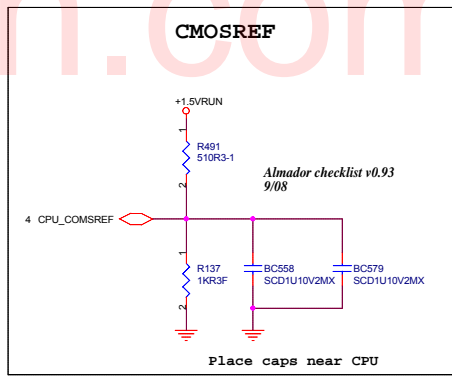 n.com
CMOSREF
+1.5VRUN
1
R491
510R3-1
2
Almador checklist v0.93
9/08
4 CPU_COMSREF
1
R137
1KR3F
2
BC558
SCD1U10V2MX
BC579
SCD1U10V2MX
Place caps near CPU